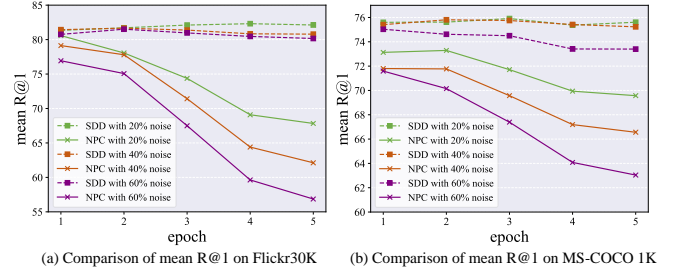 85
80
75
70
65
60
55
mean R@1
SDD with 20% noise
NPC with 20% noise
SDD with 40% noise
NPC with 40% noise
SDD with 60% noise
NPC with 60% noise
1 2 3 4 5
epoch
(a) Comparison of mean R@1 on Flickr30K
76
74
72
70
68
66
64
62
60
mean R@1
SDD with 20% noise
NPC with 20% noise
SDD with 40% noise
NPC with 40% noise
SDD with 60% noise
NPC with 60% noise
1 2 3 4 5
epoch
(b) Comparison of mean R@1 on MS-COCO 1K